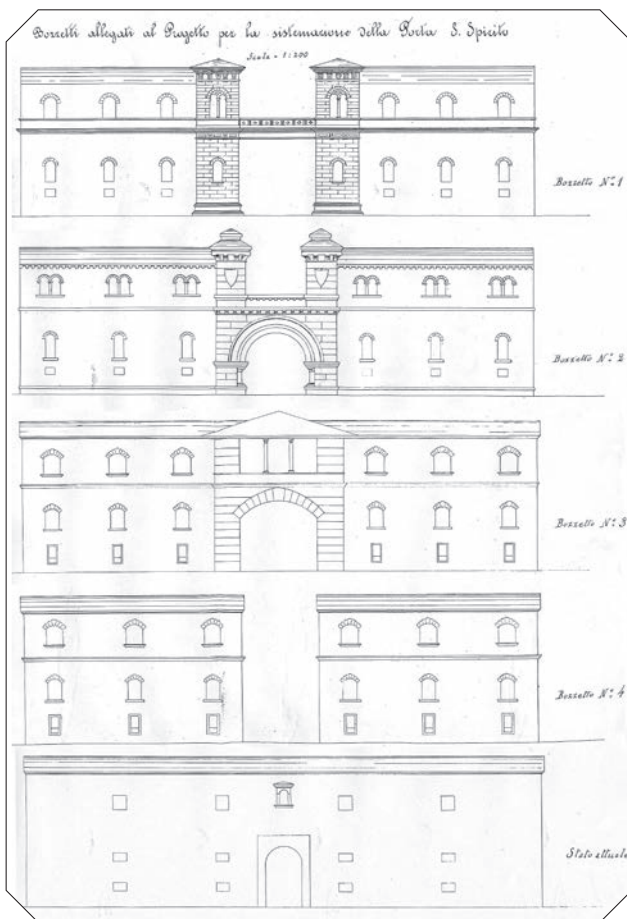 Bozzetti allegati al Progetto per la sistemazione della Porta S. Spirito
Scala = 1:200
Bozzetto N.º 1
Bozzetto N.º 2
Bozzetto N.º 3
Bozzetto N.º 4
Stato attuale